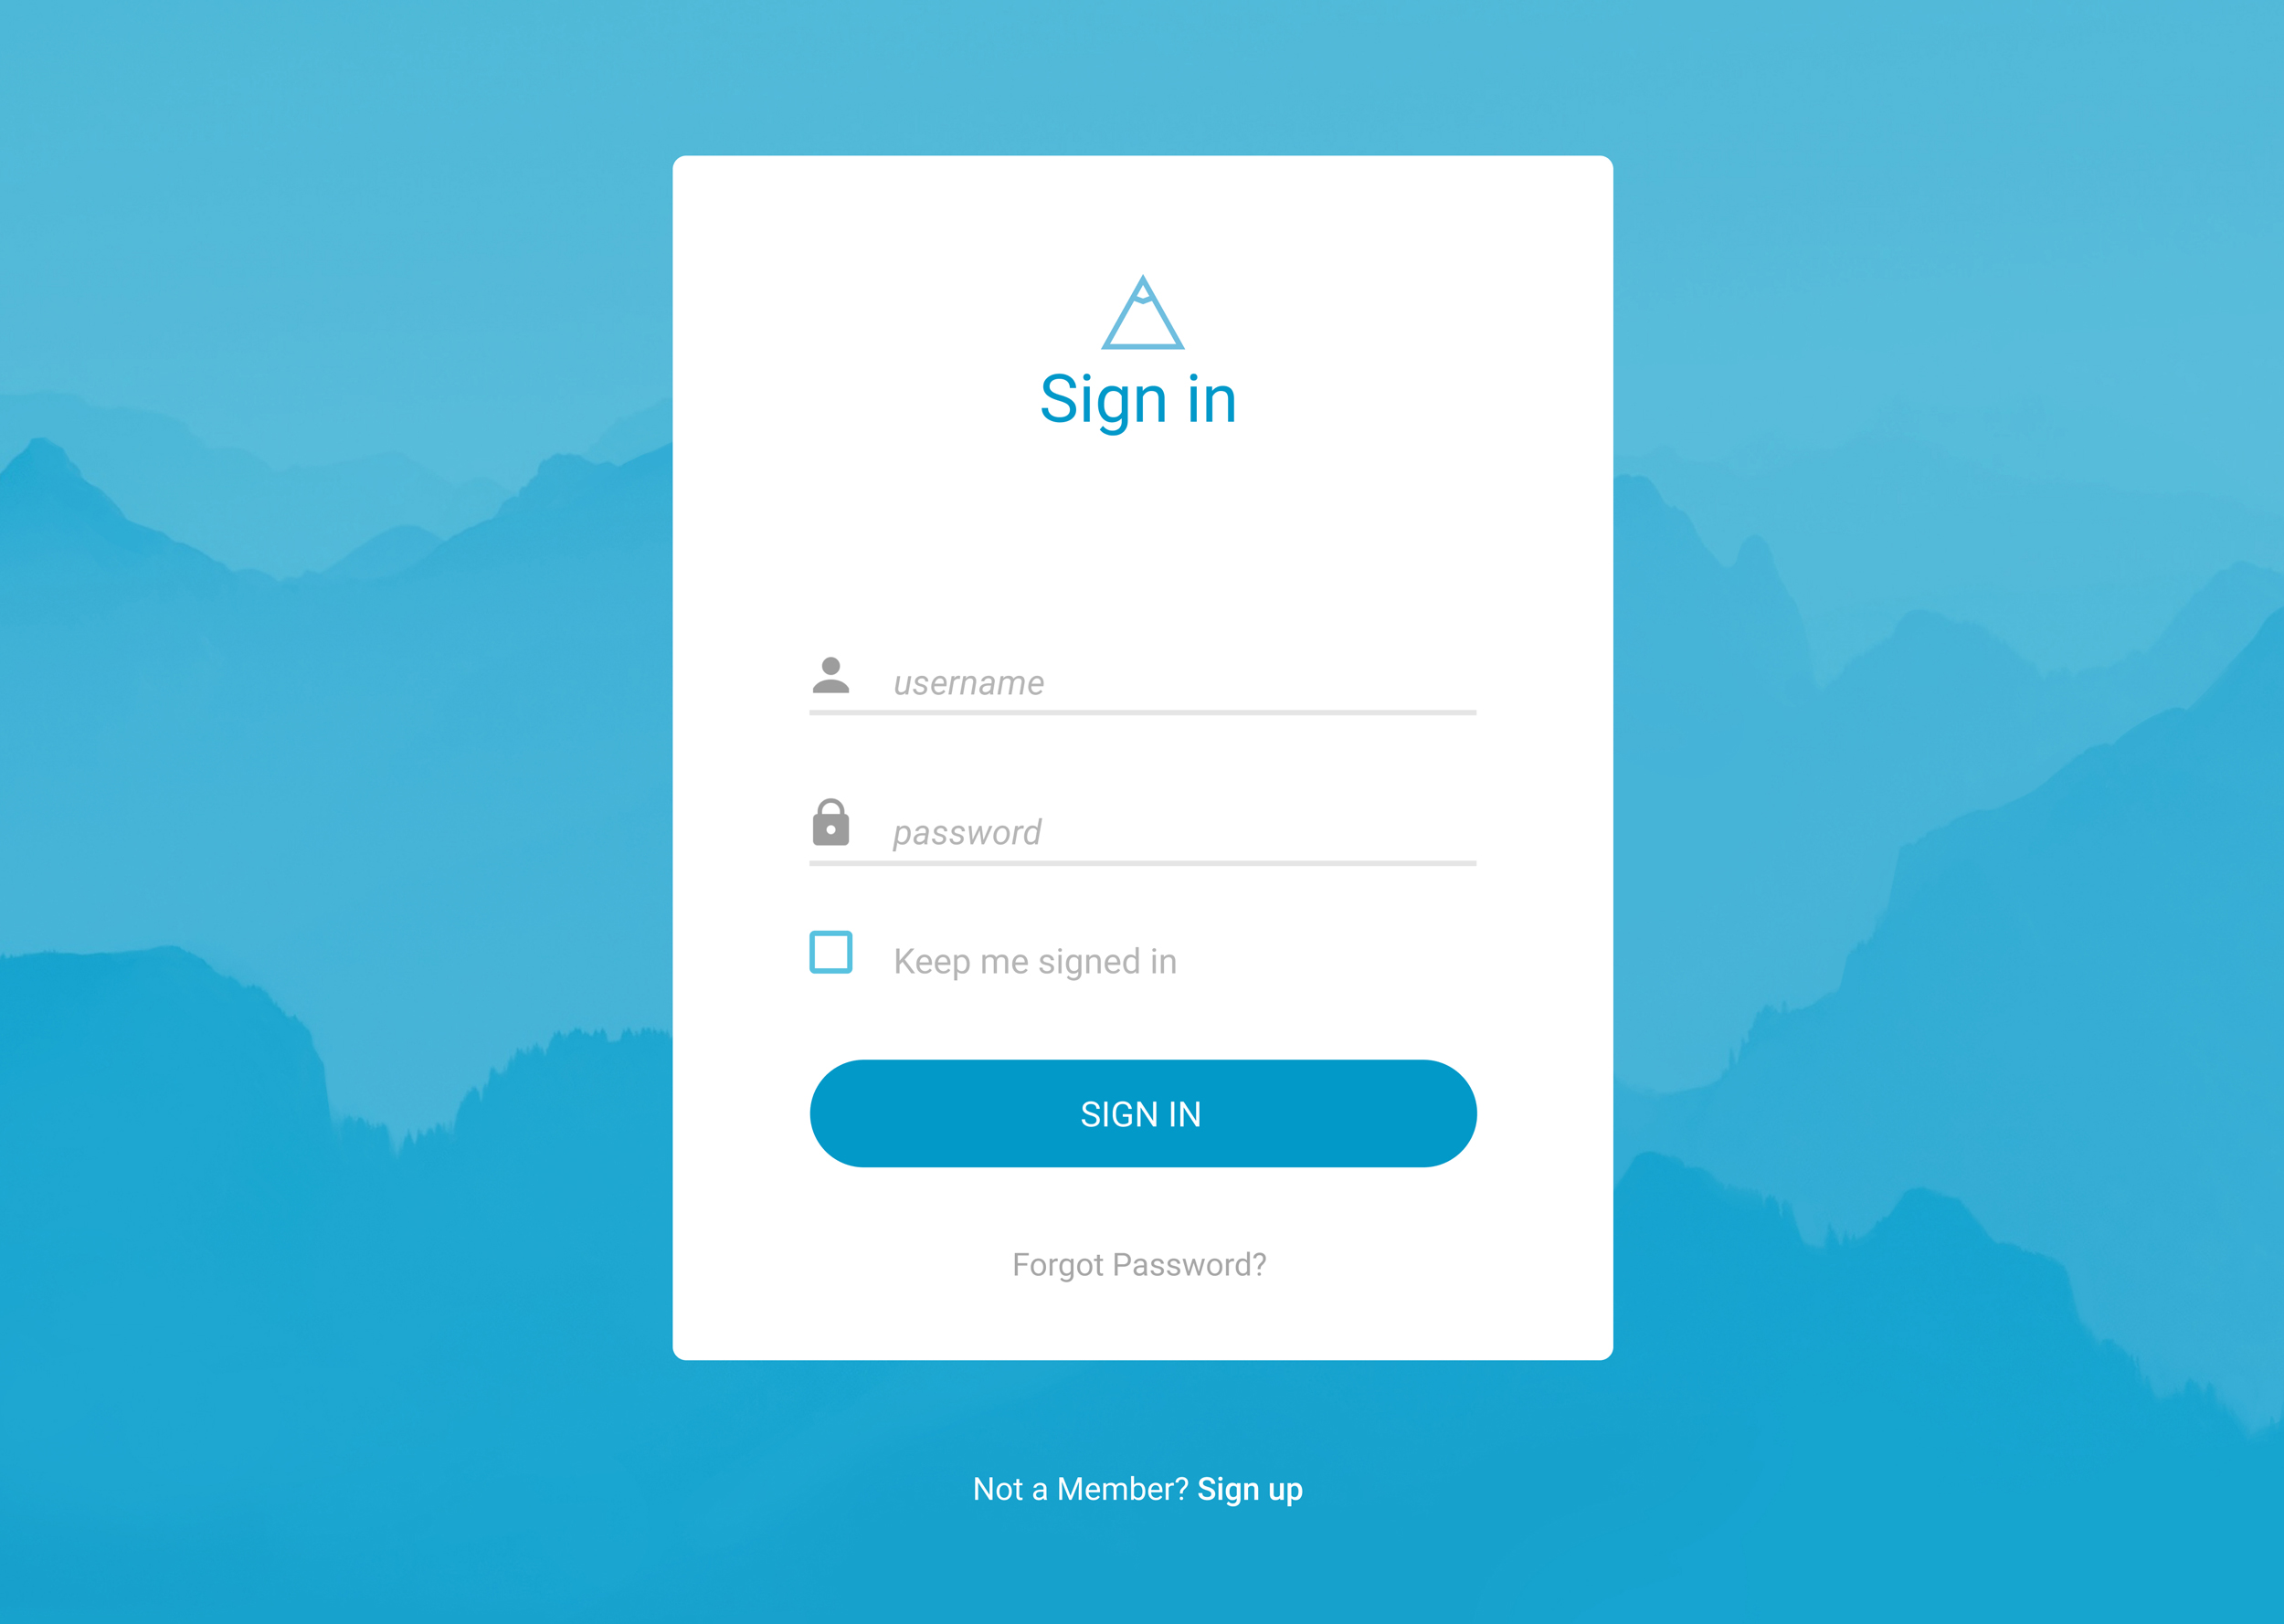 Sign in
username
password
Keep me signed in
SIGN IN
Forgot Password?
Not a Member? Sign up